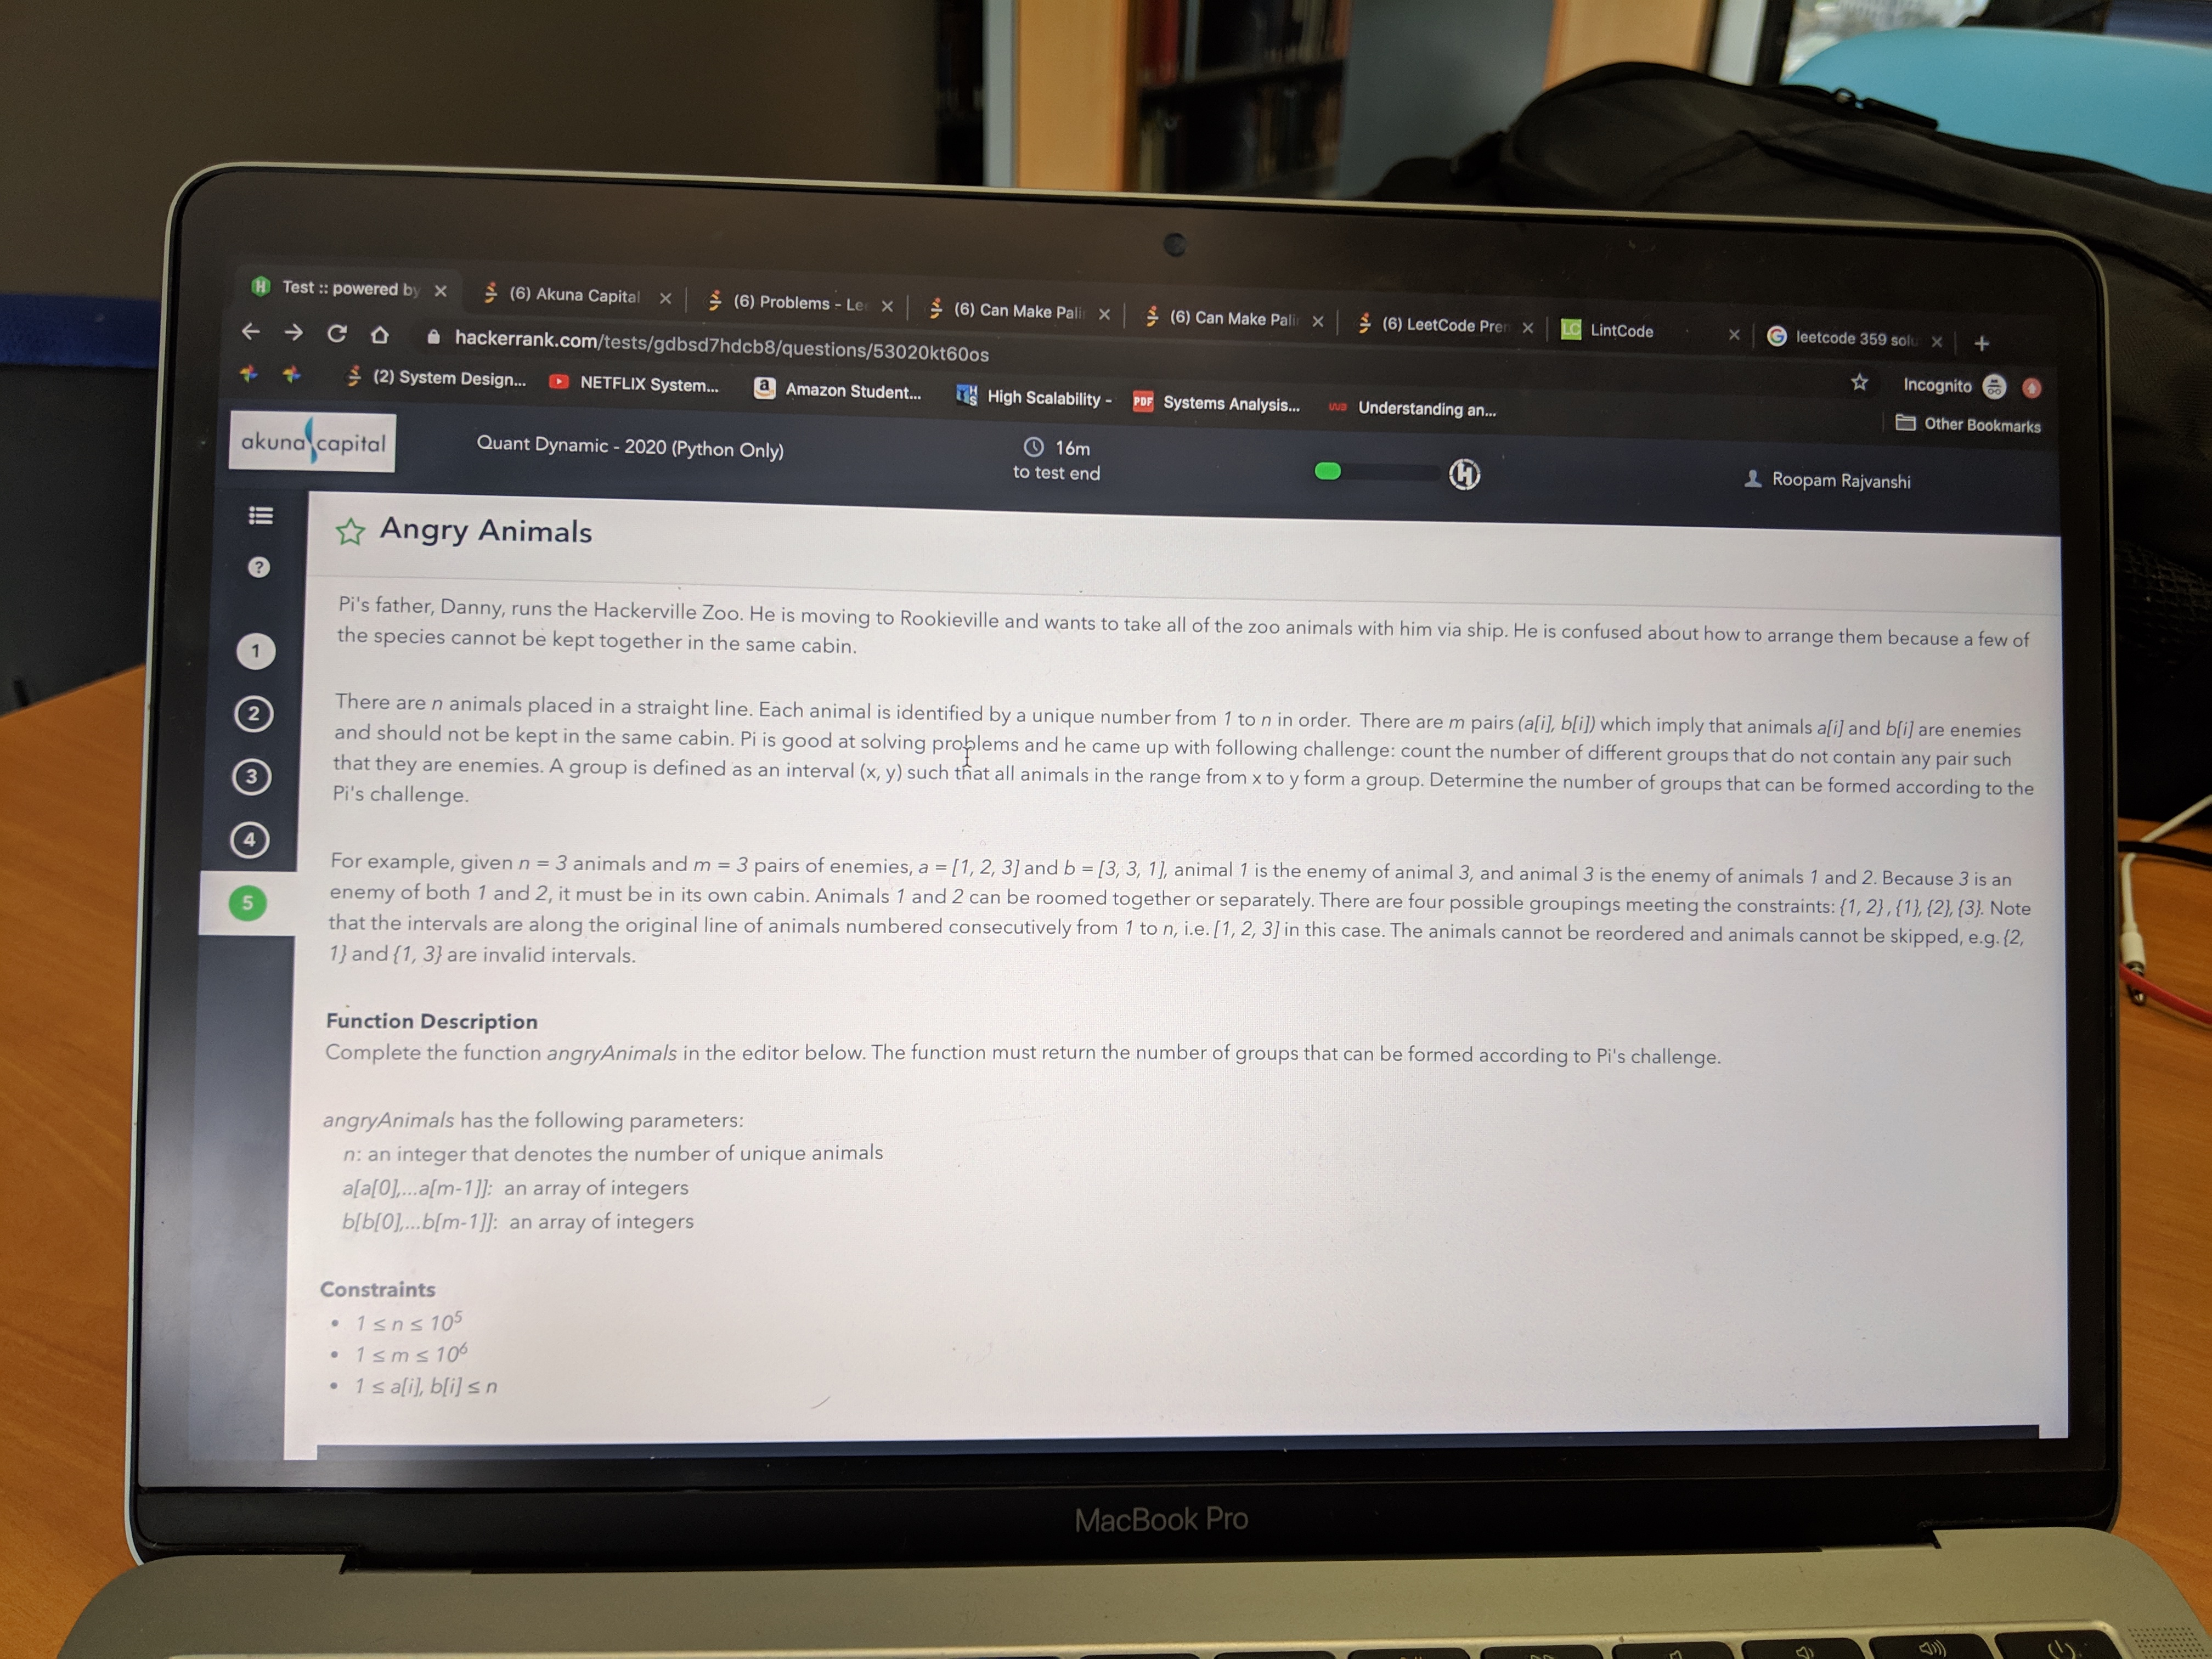 Test :: powered by
(6) Akuna Capital
(6) Problems - Lee
(6) Can Make Palin
(6) Can Make Palin
(6) LeetCode Prem
LC LintCode
leetcode 359 solu
hackerrank.com/tests/gdbsd7hdcb8/questions/53020kt60os
Incognito
(2) System Design...
NETFLIX System...
Amazon Student...
High Scalability -
PDF Systems Analysis...
Understanding an...
Other Bookmarks
akuna capital
Quant Dynamic - 2020 (Python Only)
16m
to test end
H
Roopam Rajvanshi
Angry Animals
?
1
2
3
4
5
Pi's father, Danny, runs the Hackerville Zoo. He is moving to Rookieville and wants to take all of the zoo animals with him via ship. He is confused about how to arrange them because a few of
the species cannot be kept together in the same cabin.
There are n animals placed in a straight line. Each animal is identified by a unique number from 1 to n in order. There are m pairs (a[i], b[i]) which imply that animals a[i] and b[i] are enemies
and should not be kept in the same cabin. Pi is good at solving problems and he came up with following challenge: count the number of different groups that do not contain any pair such
that they are enemies. A group is defined as an interval (x, y) such that all animals in the range from x to y form a group. Determine the number of groups that can be formed according to the
Pi's challenge.
For example, given n = 3 animals and m = 3 pairs of enemies, a = [1, 2, 3] and b = [3, 3, 1], animal 1 is the enemy of animal 3, and animal 3 is the enemy of animals 1 and 2. Because 3 is an
enemy of both 1 and 2, it must be in its own cabin. Animals 1 and 2 can be roomed together or separately. There are four possible groupings meeting the constraints: {1, 2} , {1}, {2}, {3}. Note
that the intervals are along the original line of animals numbered consecutively from 1 to n, i.e. [1, 2, 3] in this case. The animals cannot be reordered and animals cannot be skipped, e.g. {2,
1} and {1, 3} are invalid intervals.
Function Description
Complete the function angryAnimals in the editor below. The function must return the number of groups that can be formed according to Pi's challenge.
angryAnimals has the following parameters:
n: an integer that denotes the number of unique animals
a[a[0],...a[m-1]]: an array of integers
b[b[0],...b[m-1]]: an array of integers
Constraints
• 1 ≤ n ≤ 10⁵
• 1 ≤ m ≤ 10⁶
• 1 ≤ a[i], b[i] ≤ n
MacBook Pro